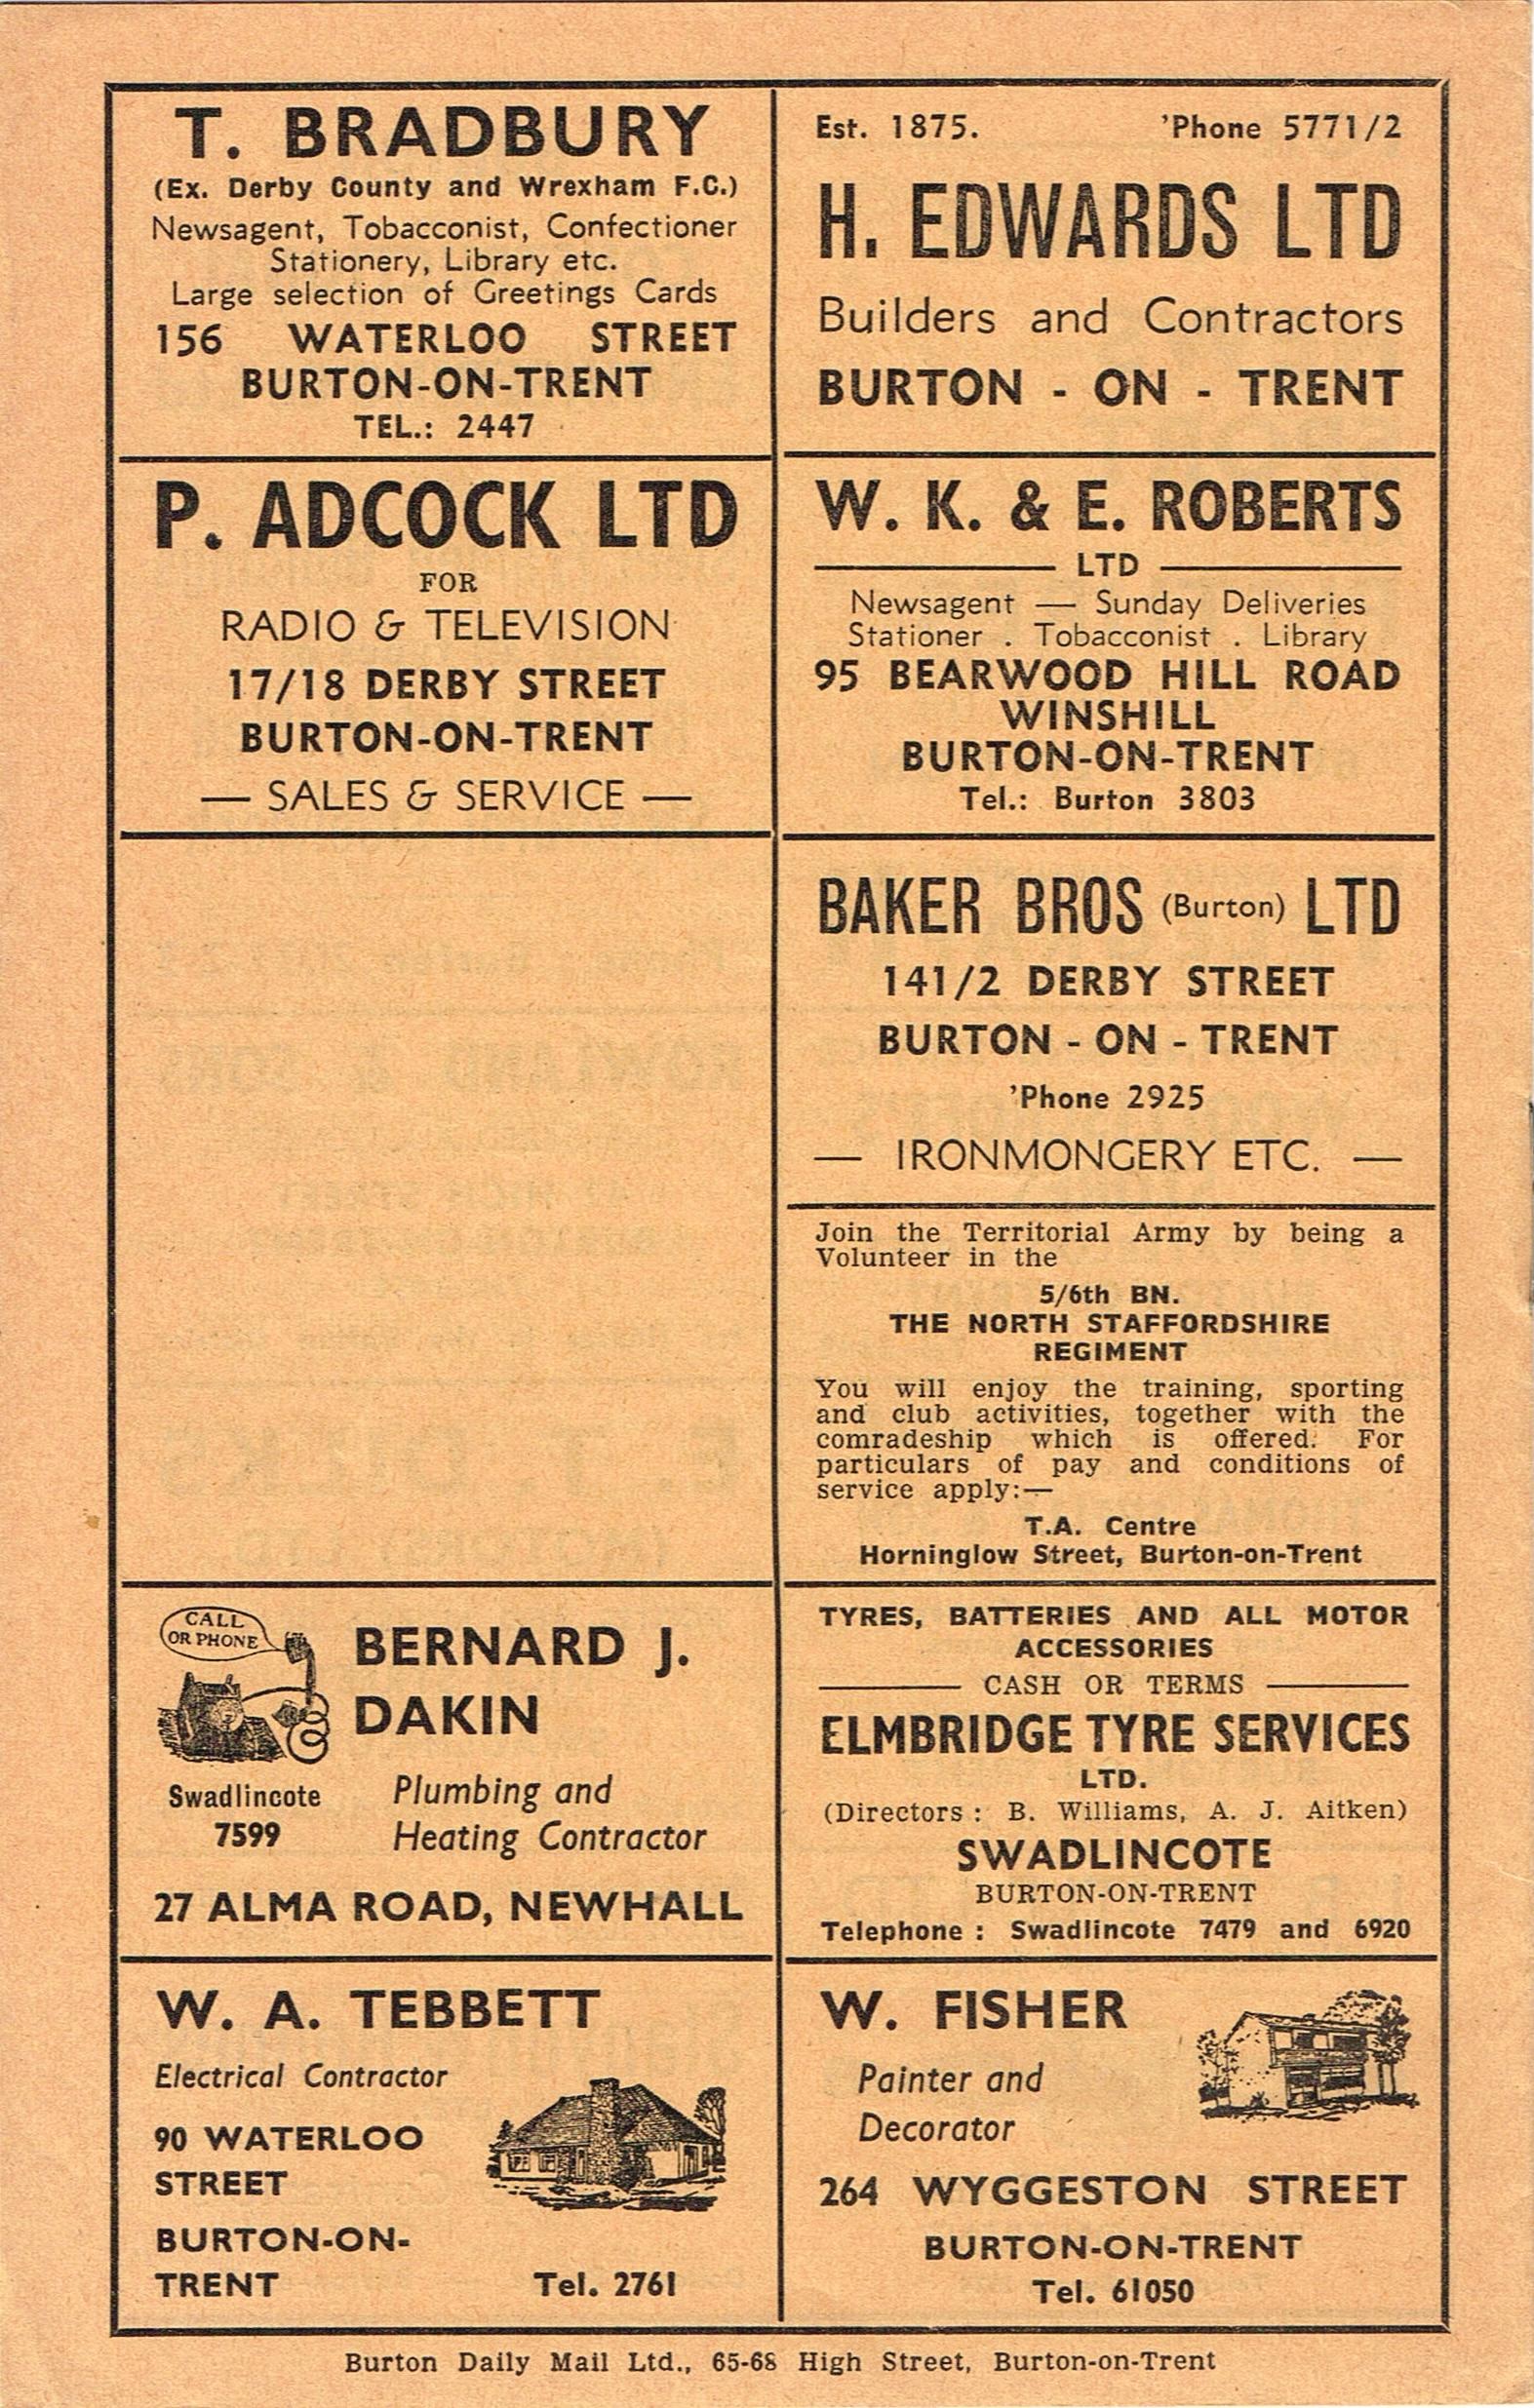 T. BRADBURY
(Ex. Derby County and Wrexham F.C.)
Newsagent, Tobacconist, Confectioner
Stationery, Library etc.
Large selection of Greetings Cards
156 WATERLOO STREET
BURTON-ON-TRENT
TEL.: 2447
Est. 1875. 'Phone 5771/2
H. EDWARDS LTD
Builders and Contractors
BURTON - ON - TRENT
P. ADCOCK LTD
FOR
RADIO & TELEVISION
17/18 DERBY STREET
BURTON-ON-TRENT
— SALES & SERVICE —
W. K. & E. ROBERTS
LTD
Newsagent — Sunday Deliveries
Stationer . Tobacconist . Library
95 BEARWOOD HILL ROAD
WINSHILL
BURTON-ON-TRENT
Tel.: Burton 3803
BAKER BROS (Burton) LTD
141/2 DERBY STREET
BURTON - ON - TRENT
'Phone 2925
— IRONMONGERY ETC. —
Join the Territorial Army by being a
Volunteer in the
5/6th BN.
THE NORTH STAFFORDSHIRE
REGIMENT
You will enjoy the training, sporting
and club activities, together with the
comradeship which is offered. For
particulars of pay and conditions of
service apply:—
T.A. Centre
Horninglow Street, Burton-on-Trent
CALL
OR PHONE
BERNARD J.
DAKIN
Swadlincote
7599
Plumbing and
Heating Contractor
27 ALMA ROAD, NEWHALL
TYRES, BATTERIES AND ALL MOTOR
ACCESSORIES
CASH OR TERMS
ELMBRIDGE TYRE SERVICES
LTD.
(Directors : B. Williams, A. J. Aitken)
SWADLINCOTE
BURTON-ON-TRENT
Telephone : Swadlincote 7479 and 6920
W. A. TEBBETT
Electrical Contractor
90 WATERLOO
STREET
BURTON-ON-
TRENT
Tel. 2761
W. FISHER
Painter and
Decorator
264 WYGGESTON STREET
BURTON-ON-TRENT
Tel. 61050
Burton Daily Mail Ltd., 65-68 High Street, Burton-on-Trent